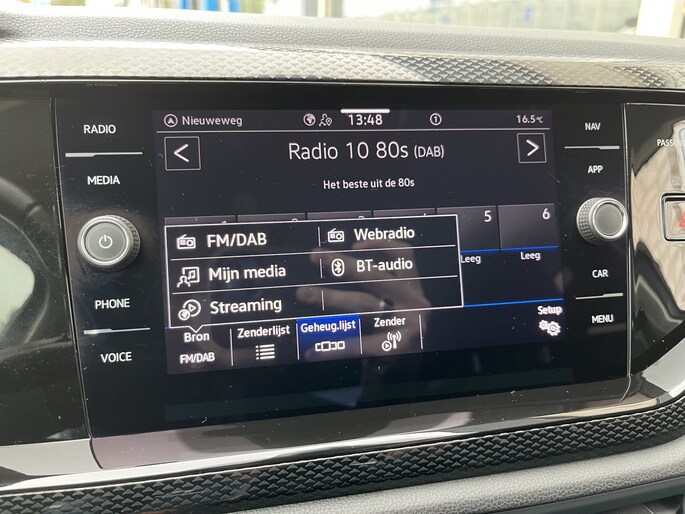 RADIO
MEDIA
PHONE
VOICE
Nieuweweg
13:48
16.5°C
Radio 10 80s (DAB)
Het beste uit de 80s
5
6
Leeg
Leeg
FM/DAB
Webradio
Mijn media
BT-audio
Streaming
Bron
FM/DAB
Zenderlijst
Geheug.lijst
Zender
Setup
NAV
APP
CAR
MENU